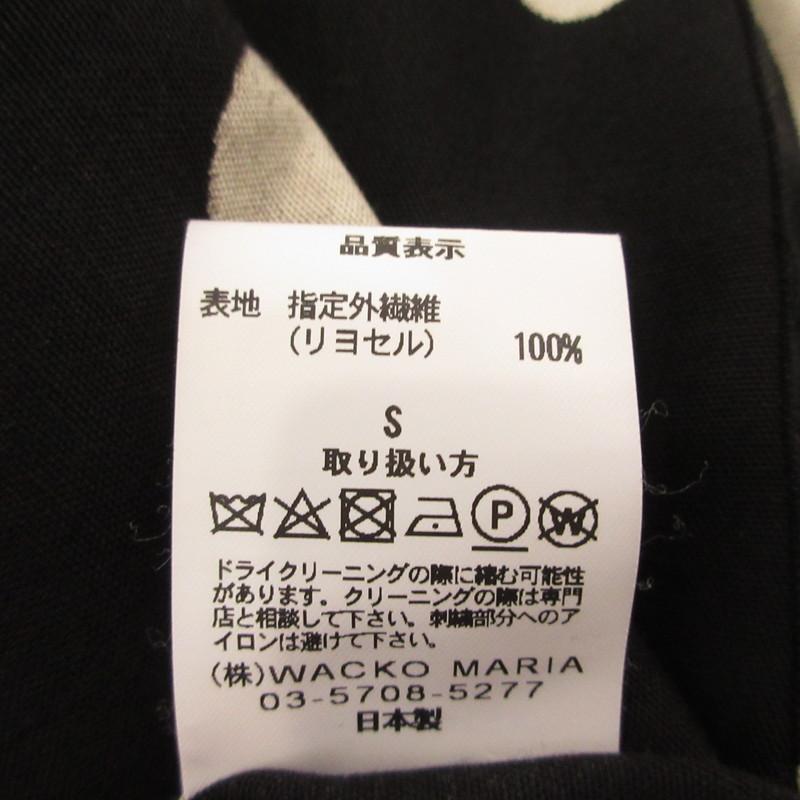 品質表示
表地 指定外繊維
(リヨセル) 100%
S
取り扱い方
P W
ドライクリーニングの際に縮む可能性
があります。クリーニングの際は専門
店と相談して下さい。刺繍部分へのア
イロンは避けて下さい。
(株)WACKO MARIA
03-5708-5277
日本製